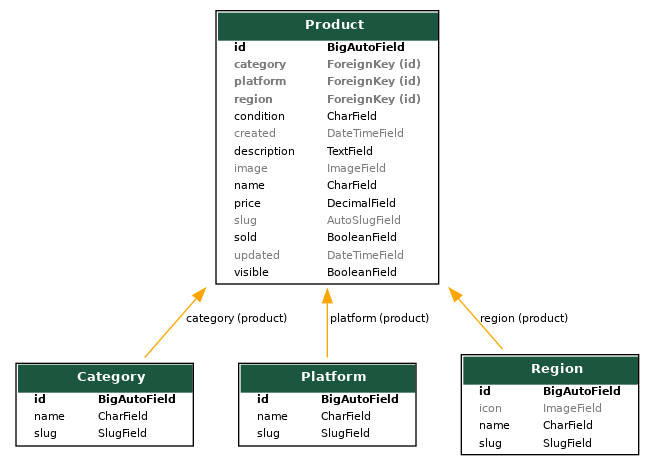 Product
id BigAutoField
category ForeignKey (id)
platform ForeignKey (id)
region ForeignKey (id)
condition CharField
created DateTimeField
description TextField
image ImageField
name CharField
price DecimalField
slug AutoSlugField
sold BooleanField
updated DateTimeField
visible BooleanField
category (product)
platform (product)
region (product)
Category
id BigAutoField
name CharField
slug SlugField
Platform
id BigAutoField
name CharField
slug SlugField
Region
id BigAutoField
icon ImageField
name CharField
slug SlugField